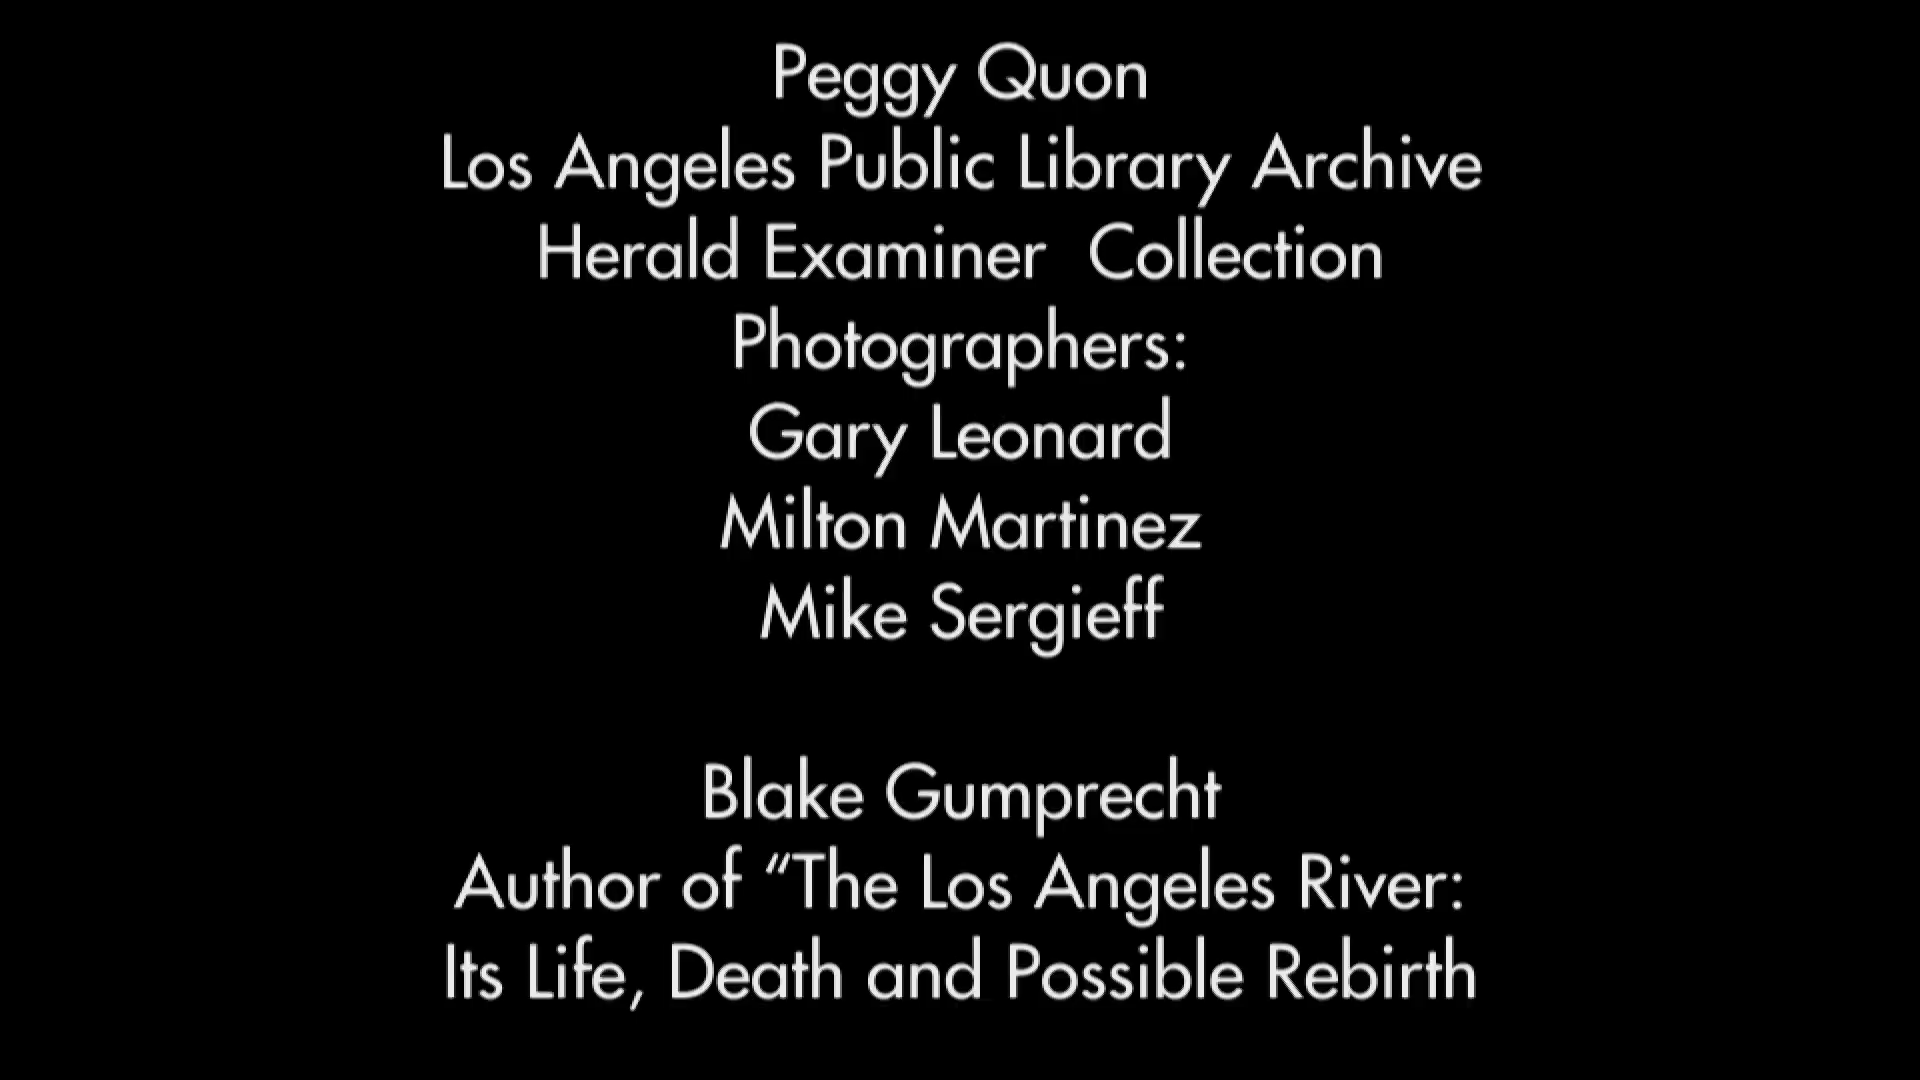 Peggy Quon
Los Angeles Public Library Archive
Herald Examiner  Collection
Photographers:
Gary Leonard
Milton Martinez
Mike Sergieff
Blake Gumprecht
Author of “The Los Angeles River:
Its Life, Death and Possible Rebirth